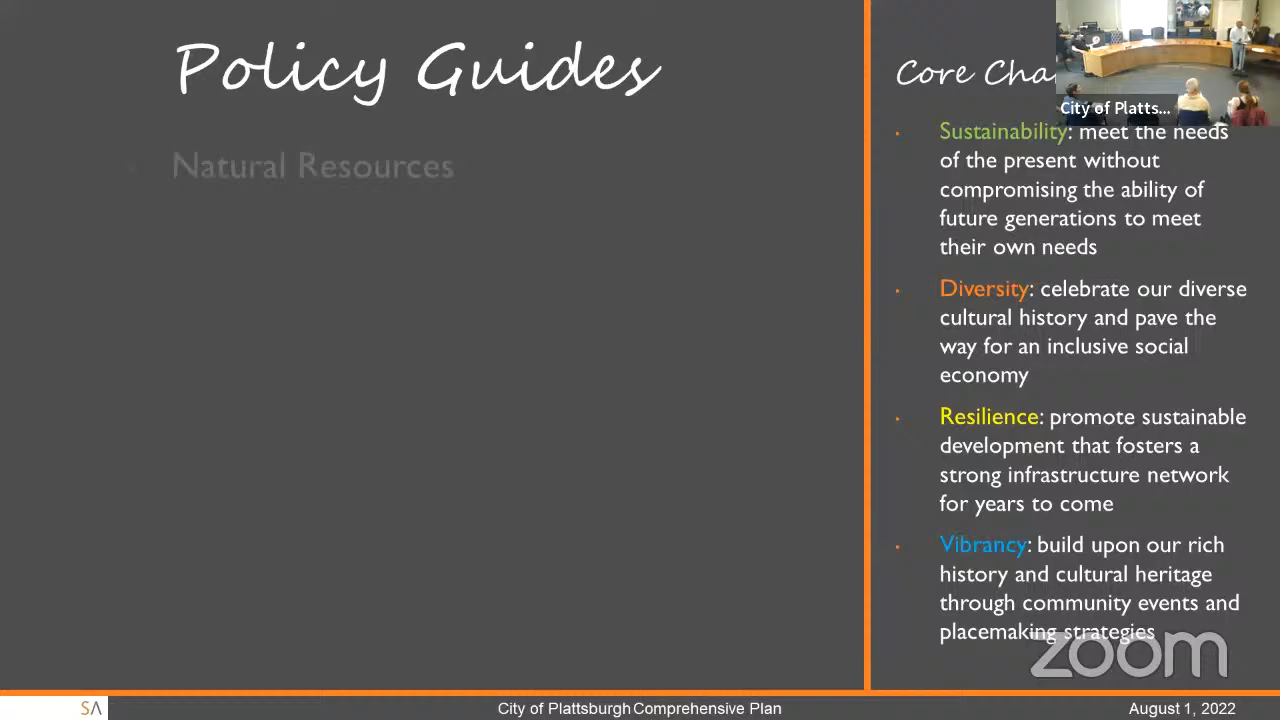 Policy Guides
Natural Resources
Core Cha
City of Platts...
Sustainability: meet the needs
of the present without
compromising the ability of
future generations to meet
their own needs
Diversity: celebrate our diverse
cultural history and pave the
way for an inclusive social
economy
Resilience: promote sustainable
development that fosters a
strong infrastructure network
for years to come
Vibrancy: build upon our rich
history and cultural heritage
through community events and
placemaking strategies
zoom
SA
City of Plattsburgh Comprehensive Plan
August 1, 2022